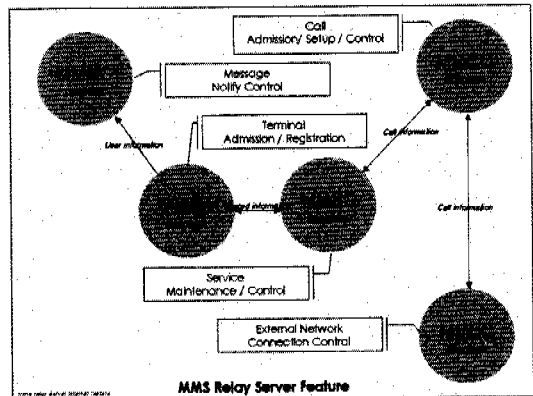 Call
Admission/ Setup / Control
Message
Notify Control
Terminal
Admission / Registration
User information
Call information
Call information
Service
Maintenance / Control
External Network
Connection Control
MMS Relay Server Feature